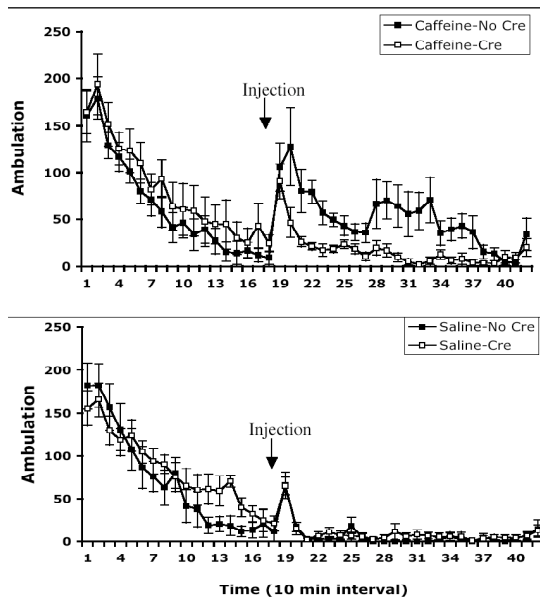 Caffeine-No Cre
Caffeine-Cre
250
200
150
100
50
0
Ambulation
Injection
1 4 7 10 13 16 19 22 25 28 31 34 37 40
Saline-No Cre
Saline-Cre
250
200
150
100
50
0
Ambulation
Injection
1 4 7 10 13 16 19 22 25 28 31 34 37 40
Time (10 min interval)